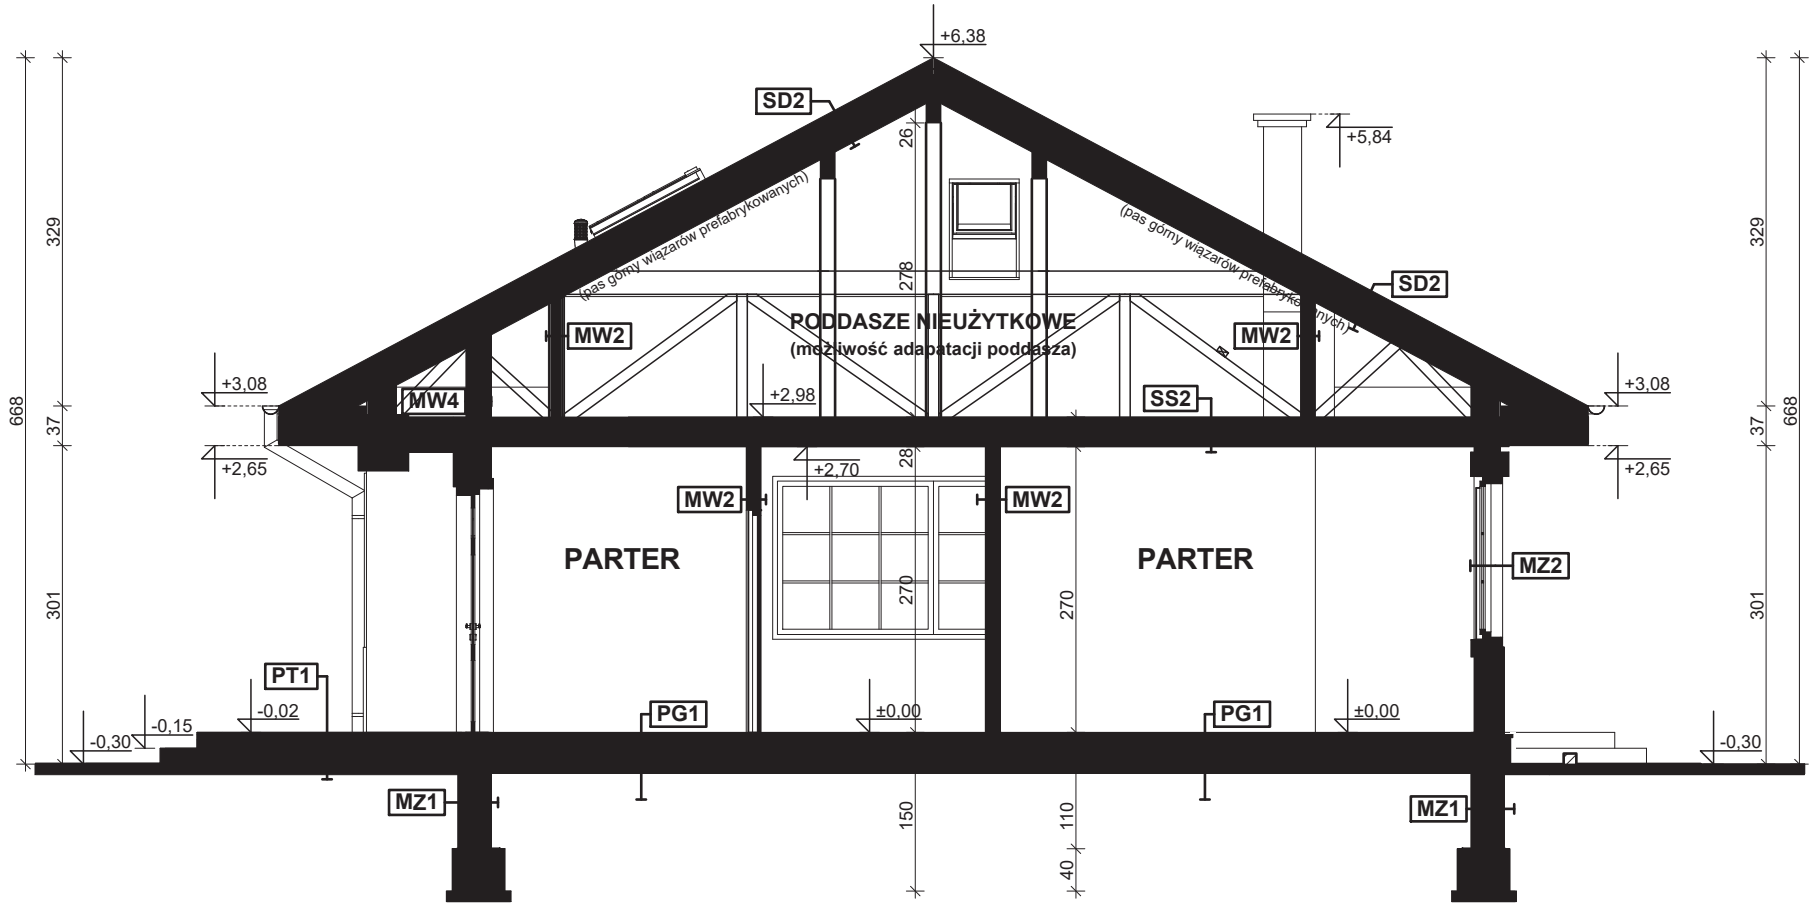 +6,38
SD2
+5,84
26
329
329
(pas górny wiązarów prefabrykowanych)
(pas górny wiązarów prefabrykowanych)
278
SD2
PODDASZE NIEUŻYTKOWE
(możliwość adapatacji poddasza)
MW2
MW2
+3,08
MW4
+2,98
SS2
+3,08
668
37
37
668
+2,65
28
+2,70
+2,65
MW2
MW2
PARTER
PARTER
MZ2
301
270
270
301
PT1
-0,30
-0,15
-0,02
PG1
±0,00
PG1
±0,00
-0,30
MZ1
150
110
MZ1
40